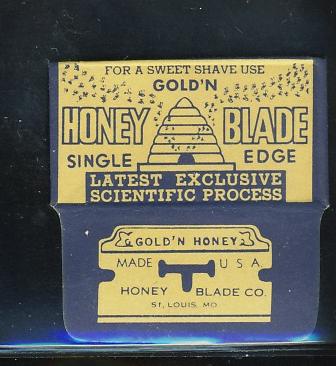 FOR A SWEET SHAVE USE
GOLD'N
HONEY BLADE
SINGLE EDGE
LATEST EXCLUSIVE
SCIENTIFIC PROCESS
GOLD'N HONEY
MADE U.S.A.
HONEY BLADE CO.
St. LOUIS, MO.